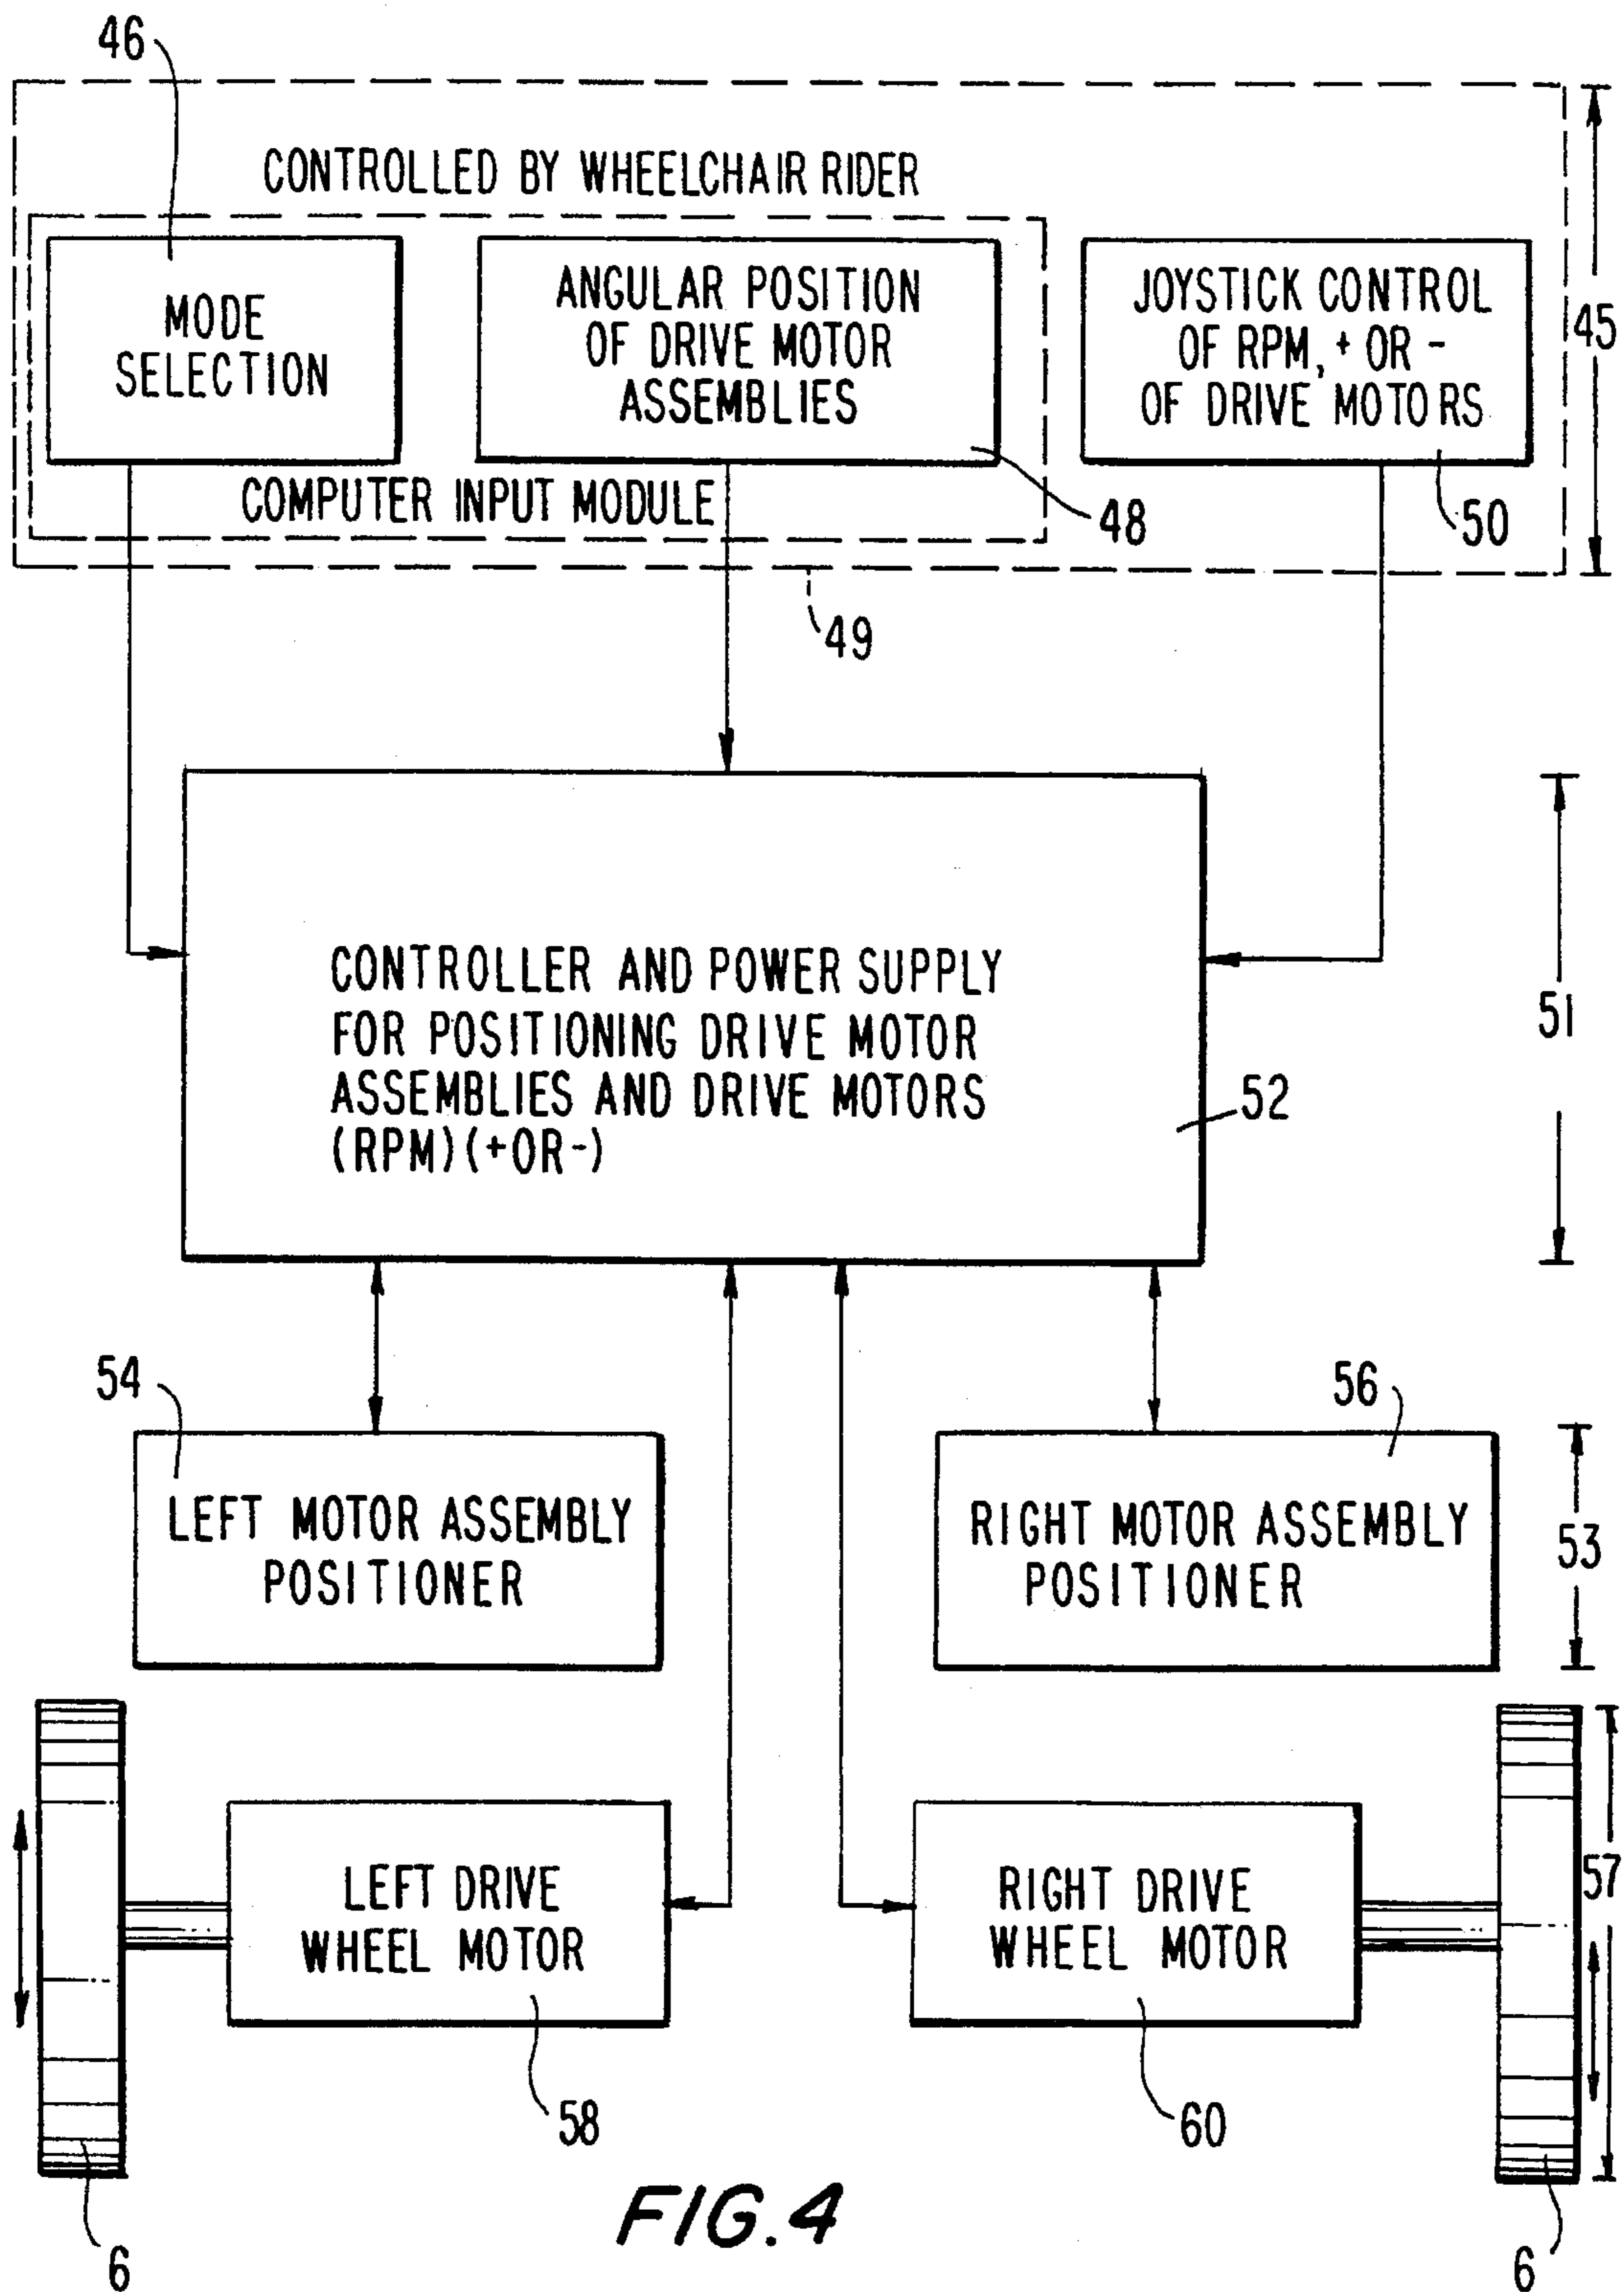 46
CONTROLLED BY WHEELCHAIR RIDER
45
MODE
SELECTION
ANGULAR POSITION
OF DRIVE MOTOR
ASSEMBLIES
JOYSTICK CONTROL
OF RPM, + OR -
OF DRIVE MOTORS
COMPUTER INPUT MODULE
48
50
49
CONTROLLER AND POWER SUPPLY
FOR POSITIONING DRIVE MOTOR
ASSEMBLIES AND DRIVE MOTORS
(RPM)(+OR-)
51
52
54
56
LEFT MOTOR ASSEMBLY
POSITIONER
RIGHT MOTOR ASSEMBLY
POSITIONER
53
LEFT DRIVE
WHEEL MOTOR
RIGHT DRIVE
WHEEL MOTOR
57
58
60
6
6
FIG.4